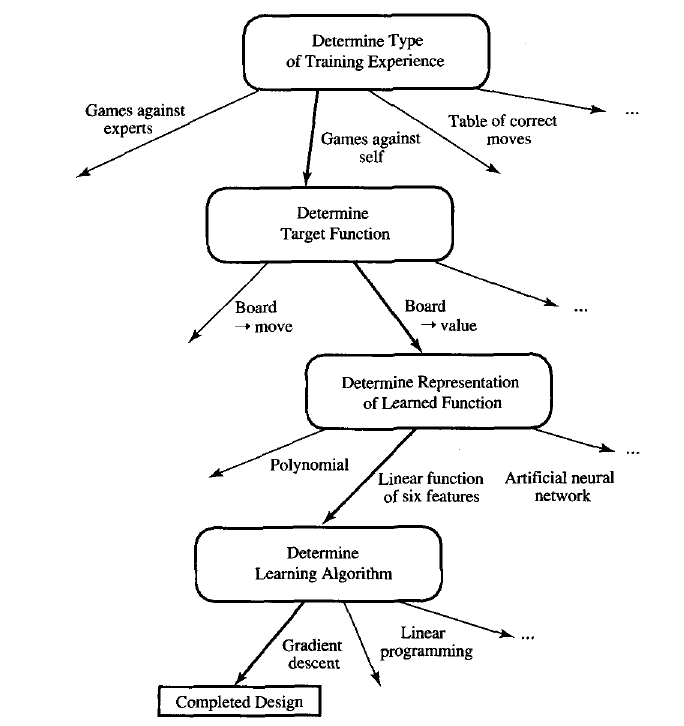 Determine Type
of Training Experience
Games against
experts
Games against
self
Table of correct
moves
...
Determine
Target Function
Board
→ move
Board
→ value
...
Determine Representation
of Learned Function
Polynomial
Linear function
of six features
Artificial neural
network
...
Determine
Learning Algorithm
Gradient
descent
Linear
programming
...
Completed Design